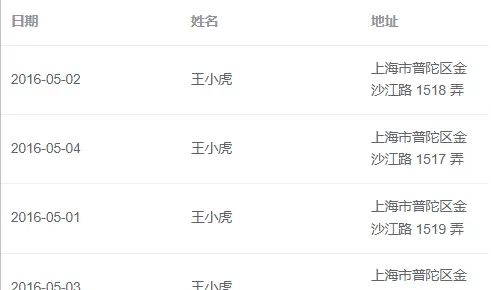 日期 姓名 地址
2016-05-02 王小虎 上海市普陀区金
沙江路 1518 弄
2016-05-04 王小虎 上海市普陀区金
沙江路 1517 弄
2016-05-01 王小虎 上海市普陀区金
沙江路 1519 弄
2016-05-03 王小虎 上海市普陀区金